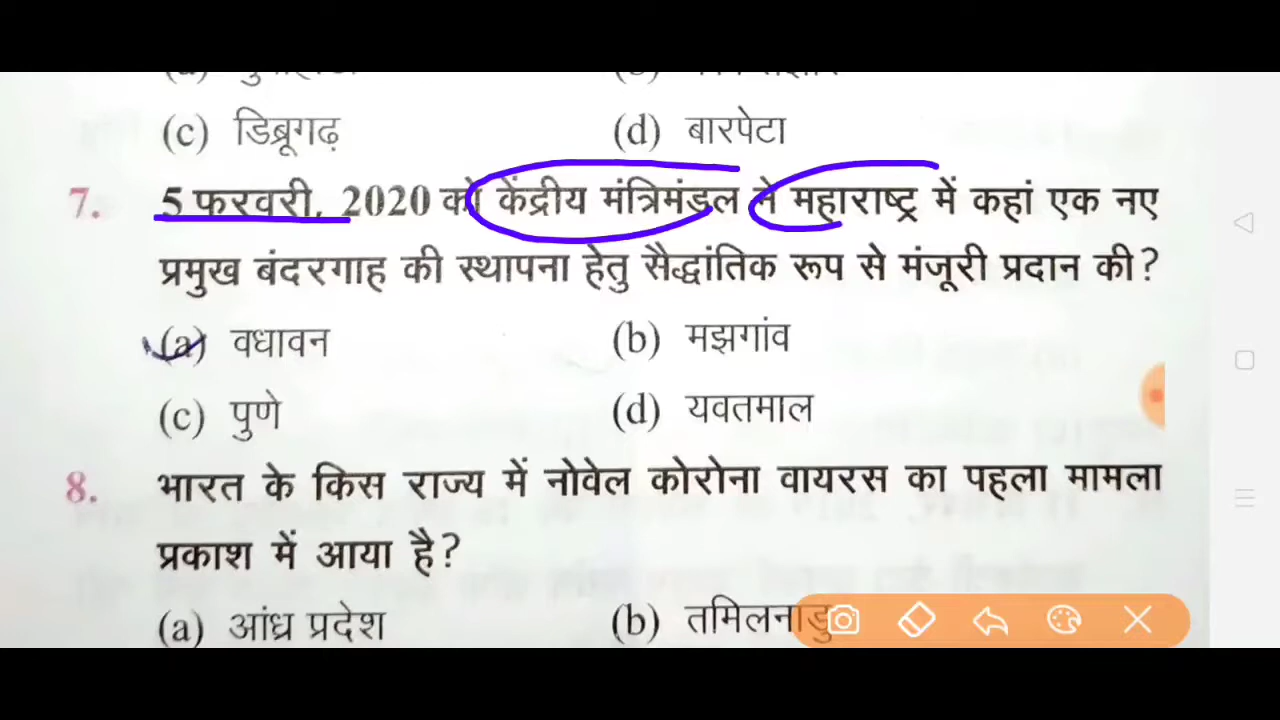 (c) डिब्रूगढ़ (d) बारपेटा
7. 5 फरवरी, 2020 को केंद्रीय मंत्रिमंडल ने महाराष्ट्र में कहां एक नए
प्रमुख बंदरगाह की स्थापना हेतु सैद्धांतिक रूप से मंजूरी प्रदान की?
(a) वधावन (b) मझगांव
(c) पुणे (d) यवतमाल
8. भारत के किस राज्य में नोवेल कोरोना वायरस का पहला मामला
प्रकाश में आया है?
(a) आंध्र प्रदेश (b) तमिलनाडु